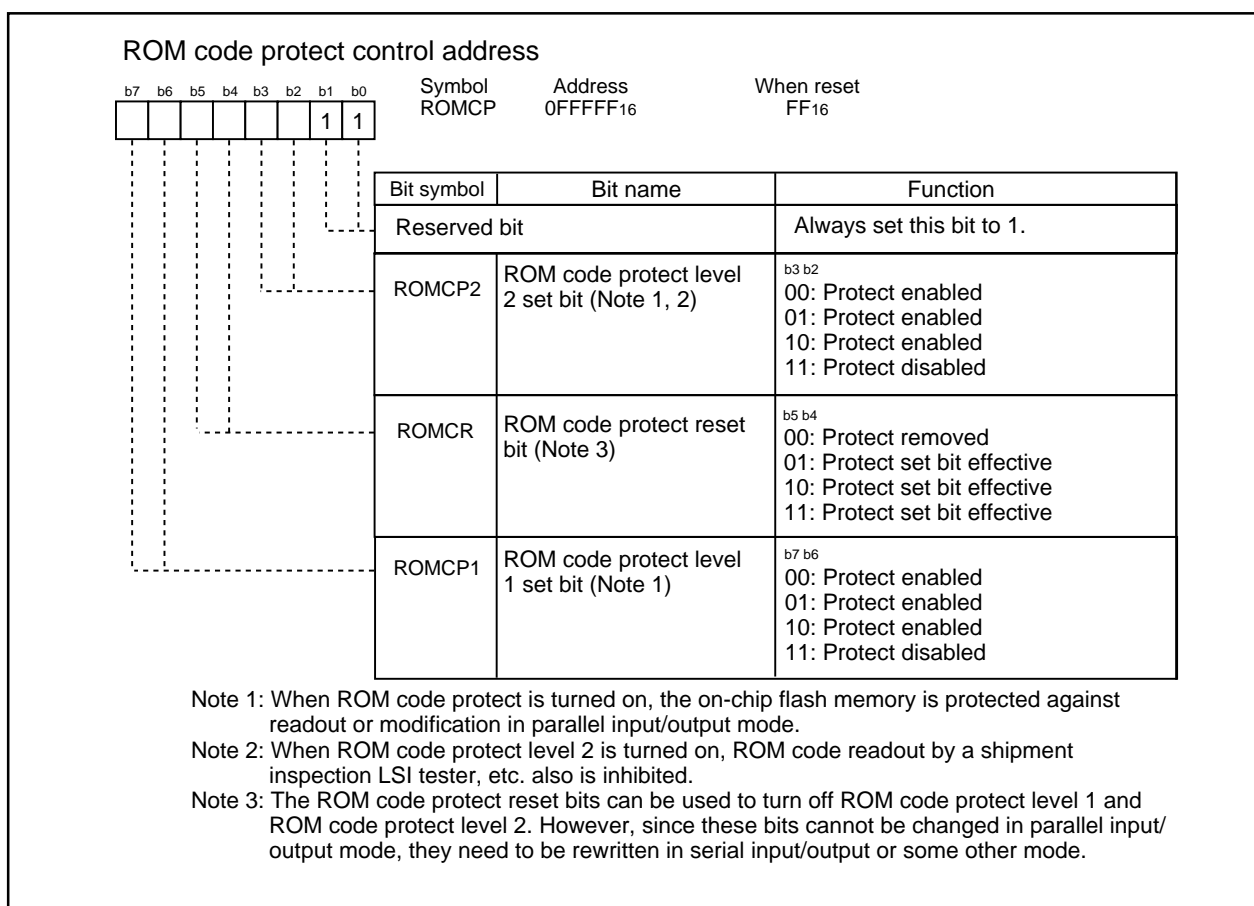 ROM code protect control address
b7 b6 b5 b4 b3 b2 b1 b0
1 1
Symbol Address When reset
ROMCP 0FFFFF16 FF16
Bit symbol Bit name Function
Reserved bit Always set this bit to 1.
ROMCP2
ROM code protect level
2 set bit (Note 1, 2)
b3 b2
00: Protect enabled
01: Protect enabled
10: Protect enabled
11: Protect disabled
ROMCR
ROM code protect reset
bit (Note 3)
b5 b4
00: Protect removed
01: Protect set bit effective
10: Protect set bit effective
11: Protect set bit effective
ROMCP1
ROM code protect level
1 set bit (Note 1)
b7 b6
00: Protect enabled
01: Protect enabled
10: Protect enabled
11: Protect disabled
Note 1: When ROM code protect is turned on, the on-chip flash memory is protected against
readout or modification in parallel input/output mode.
Note 2: When ROM code protect level 2 is turned on, ROM code readout by a shipment
inspection LSI tester, etc. also is inhibited.
Note 3: The ROM code protect reset bits can be used to turn off ROM code protect level 1 and
ROM code protect level 2. However, since these bits cannot be changed in parallel input/
output mode, they need to be rewritten in serial input/output or some other mode.